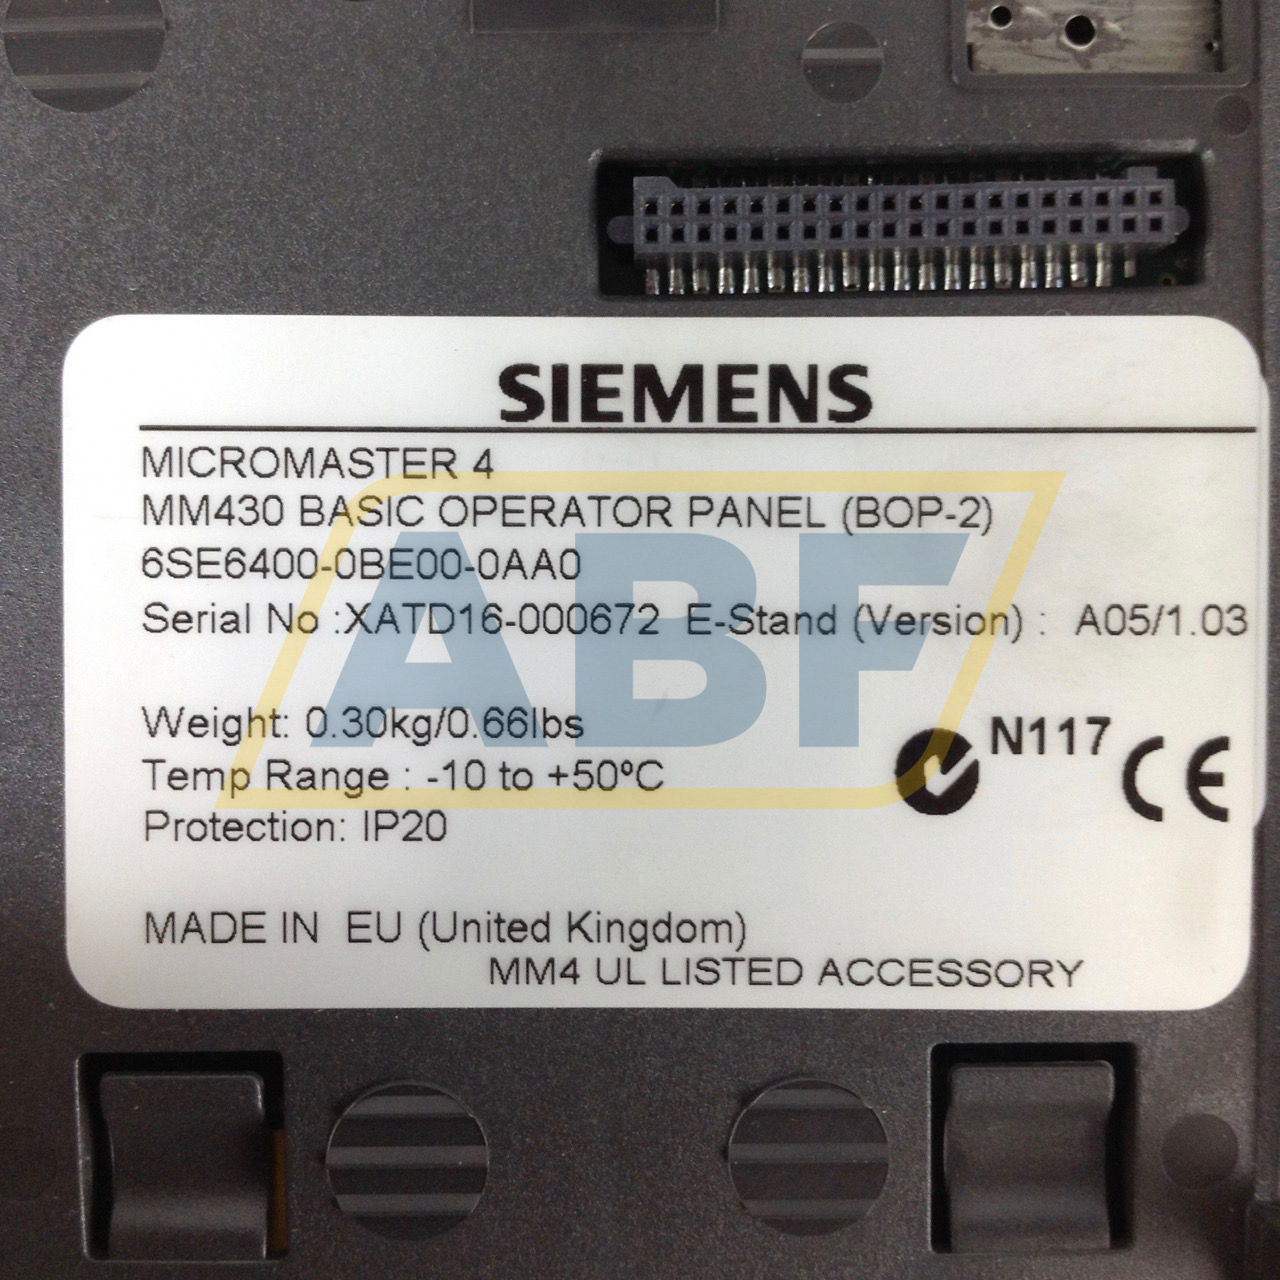 SIEMENS
MICROMASTER 4
MM430 BASIC OPERATOR PANEL (BOP-2)
6SE6400-0BE00-0AA0
Serial No :XATD16-000672 E-Stand (Version) : A05/1.03
Weight: 0.30kg/0.66lbs
Temp Range : -10 to +50ºC
Protection: IP20
N117
CE
MADE IN EU (United Kingdom)
MM4 UL LISTED ACCESSORY
ABF